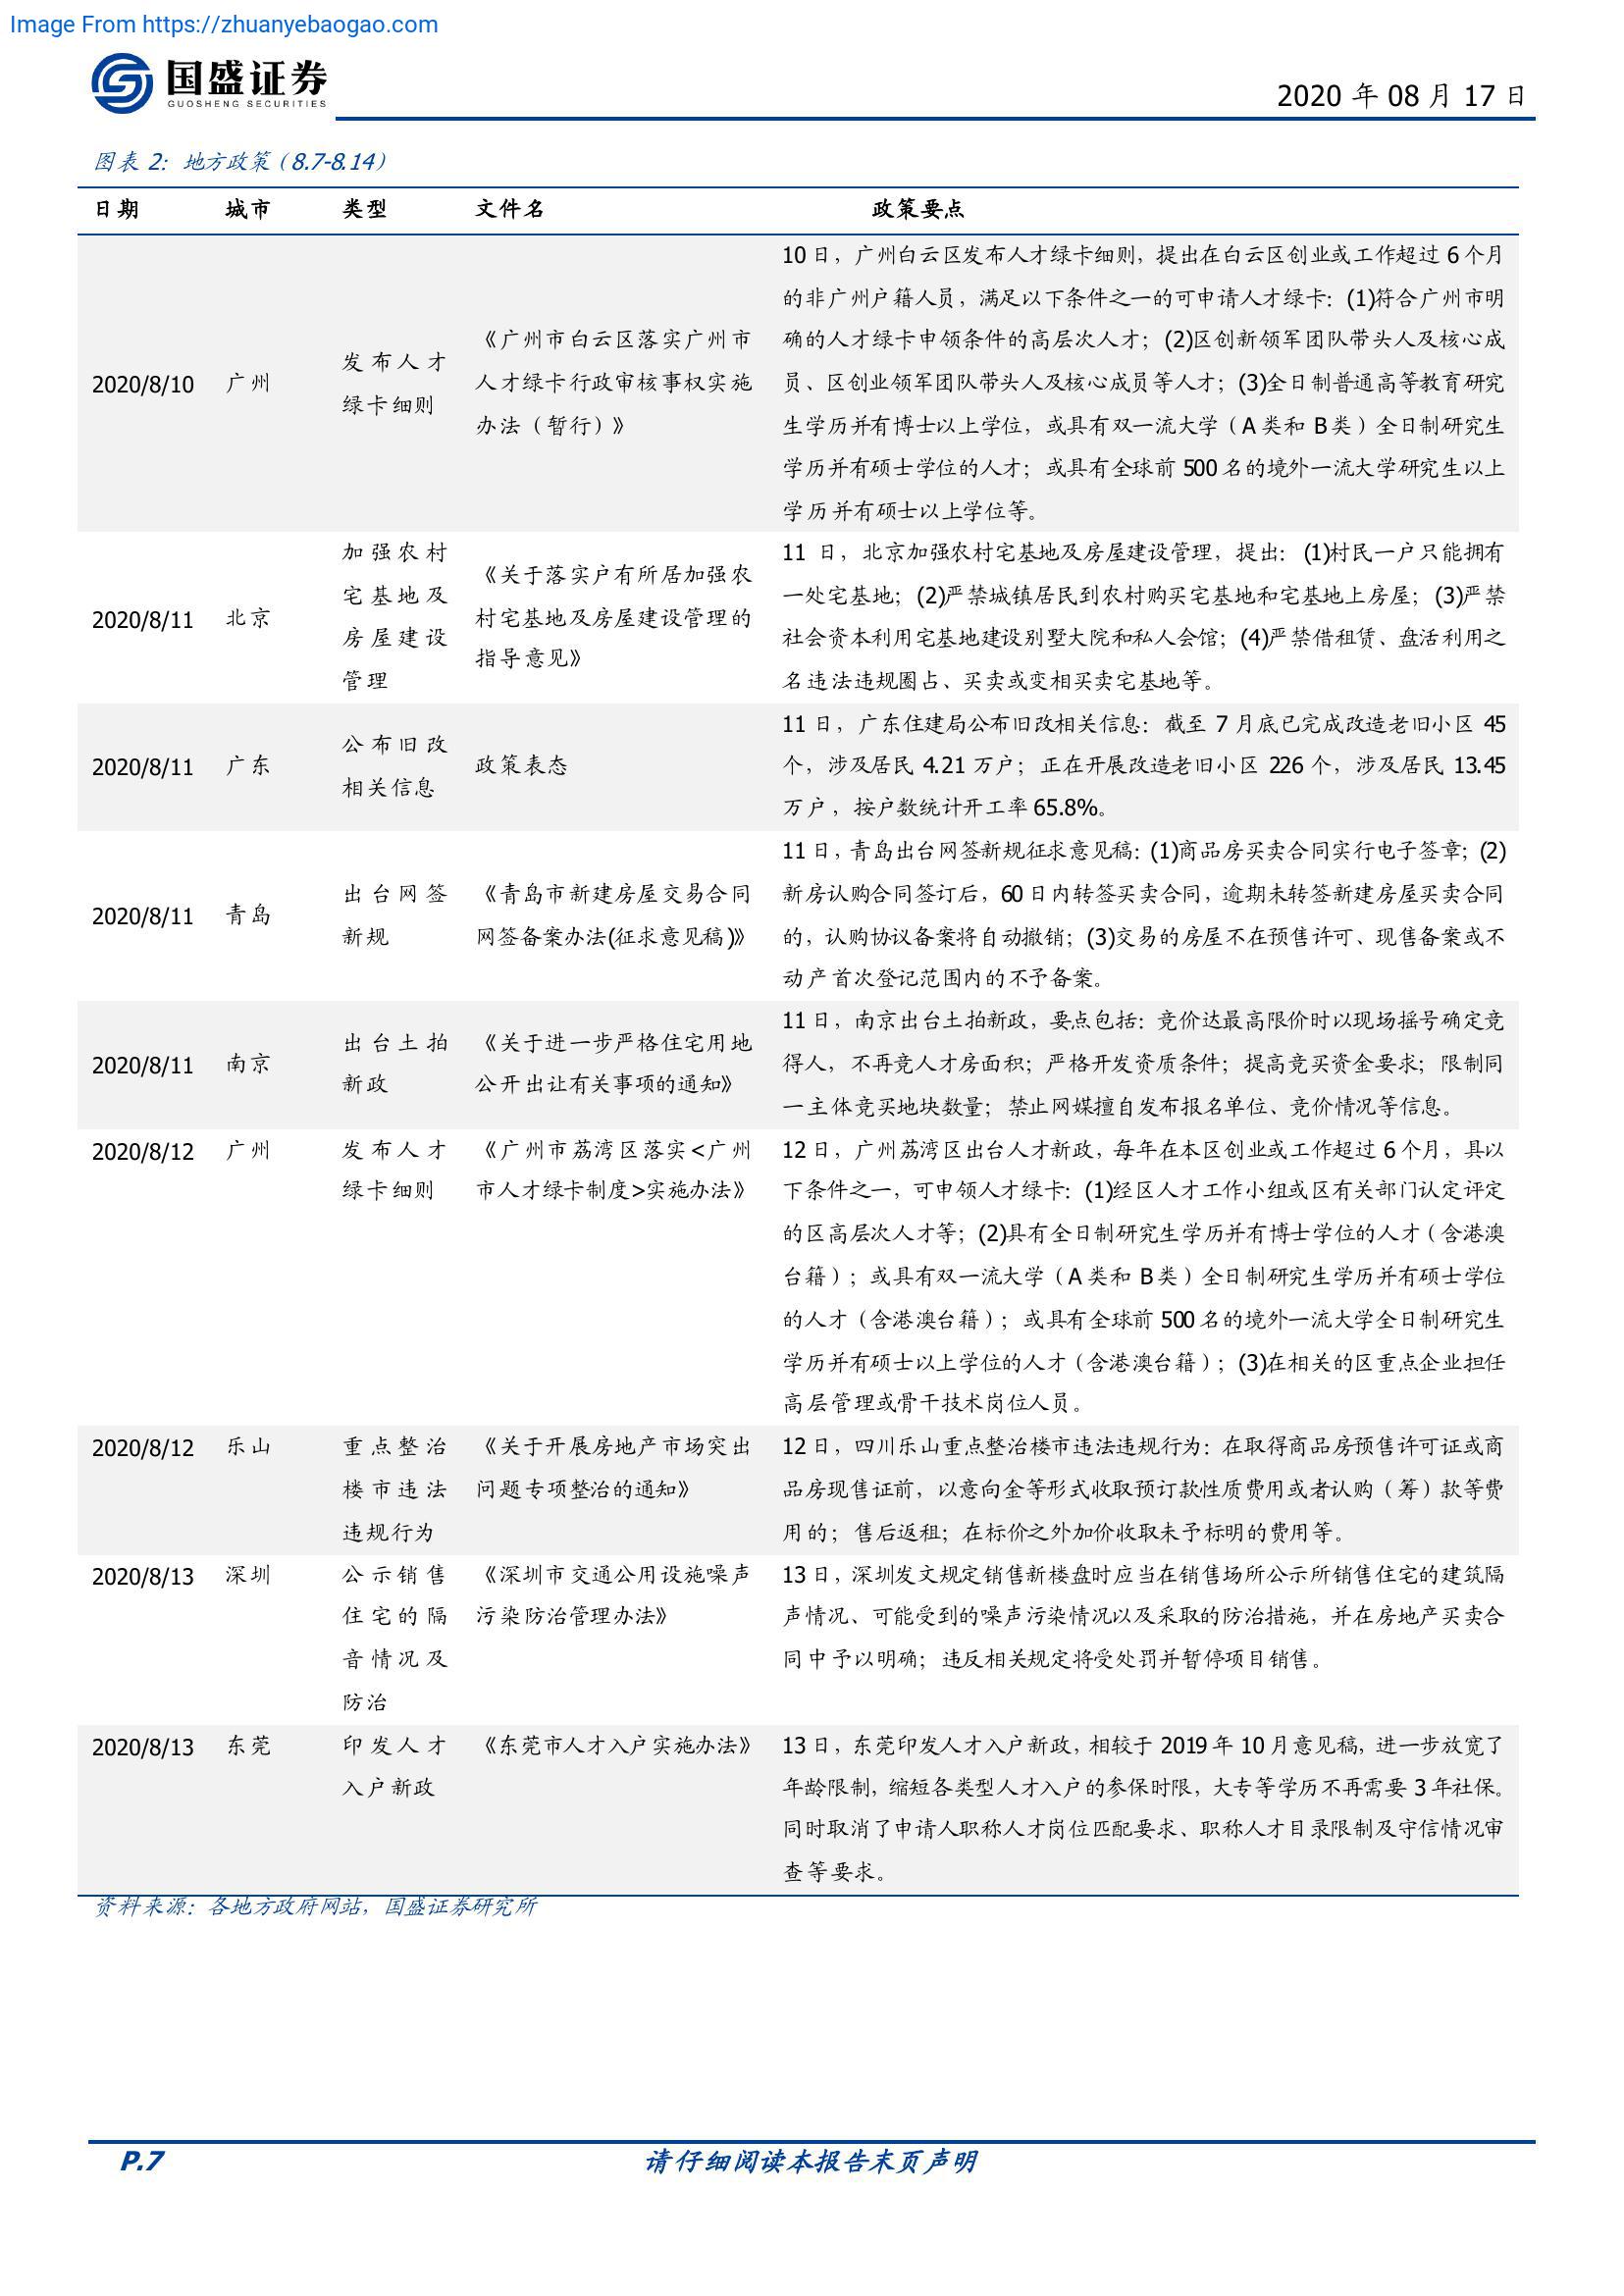 Image From https://zhuanyebaogao.com
国盛证券
GUOSHENG SECURITIES
2020 年 08 月 17 日
图表 2：地方政策（8.7-8.14）
日期 城市 类型 文件名 政策要点
2020/8/10 广州
发布人才
绿卡细则
《广州市白云区落实广州市
人才绿卡行政审核事权实施
办法（暂行）》
10 日，广州白云区发布人才绿卡细则，提出在白云区创业或工作超过 6 个月
的非广州户籍人员，满足以下条件之一的可申请人才绿卡：(1)符合广州市明
确的人才绿卡申领条件的高层次人才；(2)区创新领军团队带头人及核心成
员、区创业领军团队带头人及核心成员等人才；(3)全日制普通高等教育研究
生学历并有博士以上学位，或具有双一流大学（A 类和 B 类）全日制研究生
学历并有硕士学位的人才；或具有全球前 500 名的境外一流大学研究生以上
学历并有硕士以上学位等。
2020/8/11 北京
加强农村
宅基地及
房屋建设
管理
《关于落实户有所居加强农
村宅基地及房屋建设管理的
指导意见》
11 日，北京加强农村宅基地及房屋建设管理，提出：(1)村民一户只能拥有
一处宅基地；(2)严禁城镇居民到农村购买宅基地和宅基地上房屋；(3)严禁
社会资本利用宅基地建设别墅大院和私人会馆；(4)严禁借租赁、盘活利用之
名违法违规圈占、买卖或变相买卖宅基地等。
2020/8/11 广东
公布旧改
相关信息
政策表态
11 日，广东住建局公布旧改相关信息：截至 7 月底已完成改造老旧小区 45
个，涉及居民 4.21 万户；正在开展改造老旧小区 226 个，涉及居民 13.45
万户，按户数统计开工率 65.8%。
2020/8/11 青岛
出台网签
新规
《青岛市新建房屋交易合同
网签备案办法(征求意见稿)》
11 日，青岛出台网签新规征求意见稿：(1)商品房买卖合同实行电子签章；(2)
新房认购合同签订后，60 日内转签买卖合同，逾期未转签新建房屋买卖合同
的，认购协议备案将自动撤销；(3)交易的房屋不在预售许可、现售备案或不
动产首次登记范围内的不予备案。
2020/8/11 南京
出台土拍
新政
《关于进一步严格住宅用地
公开出让有关事项的通知》
11 日，南京出台土拍新政，要点包括：竞价达最高限价时以现场摇号确定竞
得人，不再竞人才房面积；严格开发资质条件；提高竞买资金要求；限制同
一主体竞买地块数量；禁止网媒擅自发布报名单位、竞价情况等信息。
2020/8/12 广州
发布人才
绿卡细则
《广州市荔湾区落实<广州
市人才绿卡制度>实施办法》
12 日，广州荔湾区出台人才新政，每年在本区创业或工作超过 6 个月，具以
下条件之一，可申领人才绿卡：(1)经区人才工作小组或区有关部门认定评定
的区高层次人才等；(2)具有全日制研究生学历并有博士学位的人才（含港澳
台籍）；或具有双一流大学（A 类和 B 类）全日制研究生学历并有硕士学位
的人才（含港澳台籍）；或具有全球前 500 名的境外一流大学全日制研究生
学历并有硕士以上学位的人才（含港澳台籍）；(3)在相关的区重点企业担任
高层管理或骨干技术岗位人员。
2020/8/12 乐山
重点整治
楼市违法
违规行为
《关于开展房地产市场突出
问题专项整治的通知》
12 日，四川乐山重点整治楼市违法违规行为：在取得商品房预售许可证或商
品房现售证前，以意向金等形式收取预订款性质费用或者认购（筹）款等费
用的；售后返租；在标价之外加价收取未予标明的费用等。
2020/8/13 深圳
公示销售
住宅的隔
音情况及
防治
《深圳市交通公用设施噪声
污染防治管理办法》
13 日，深圳发文规定销售新楼盘时应当在销售场所公示所销售住宅的建筑隔
声情况、可能受到的噪声污染情况以及采取的防治措施，并在房地产买卖合
同中予以明确；违反相关规定将受处罚并暂停项目销售。
2020/8/13 东莞
印发人才
入户新政
《东莞市人才入户实施办法》
13 日，东莞印发人才入户新政，相较于 2019 年 10 月意见稿，进一步放宽了
年龄限制，缩短各类型人才入户的参保时限，大专等学历不再需要 3 年社保。
同时取消了申请人职称人才岗位匹配要求、职称人才目录限制及守信情况审
查等要求。
资料来源：各地方政府网站，国盛证券研究所
P.7
请仔细阅读本报告末页声明